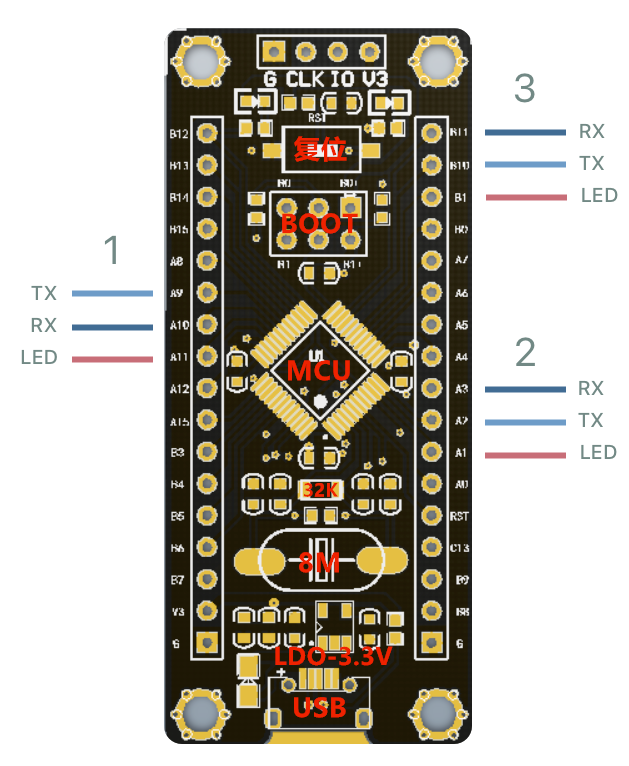 G CLK IO V3
RST
复位
B0 B0+
BOOT
B1 B1+
U1
MCU
32K
8M
LDO-3.3V
+
USB
B12
B13
B14
B15
A8
A9
A10
A11
A12
A15
B3
B4
B5
B6
B7
V3
G
B11
B10
B1
B0
A7
A6
A5
A4
A3
A2
A1
A0
RST
C13
B9
B8
G
1
TX
RX
LED
3
RX
TX
LED
2
RX
TX
LED